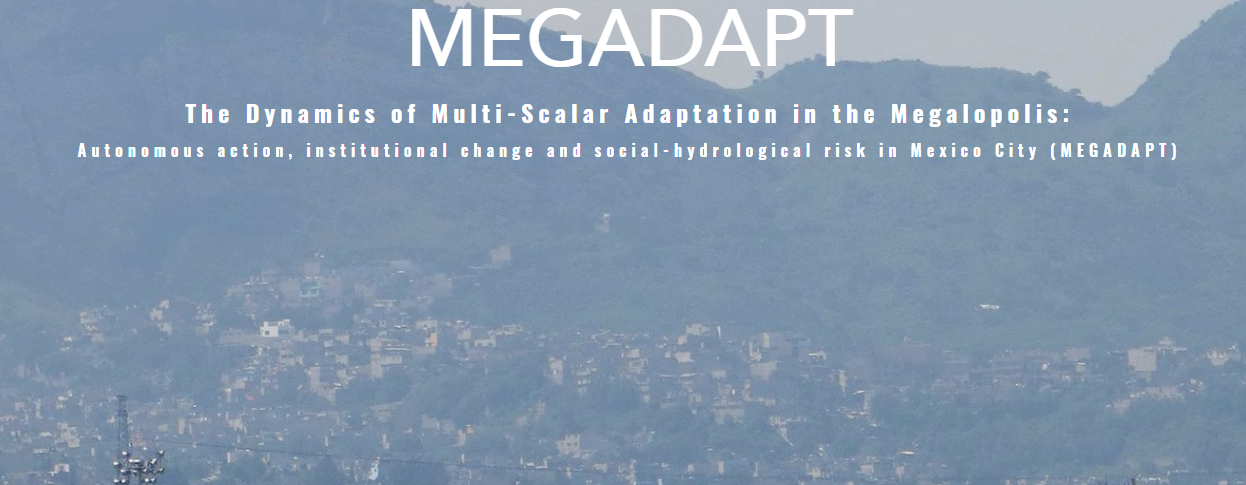 MEGADAPT
The Dynamics of Multi-Scalar Adaptation in the Megalopolis:
Autonomous action, institutional change and social-hydrological risk in Mexico City (MEGADAPT)